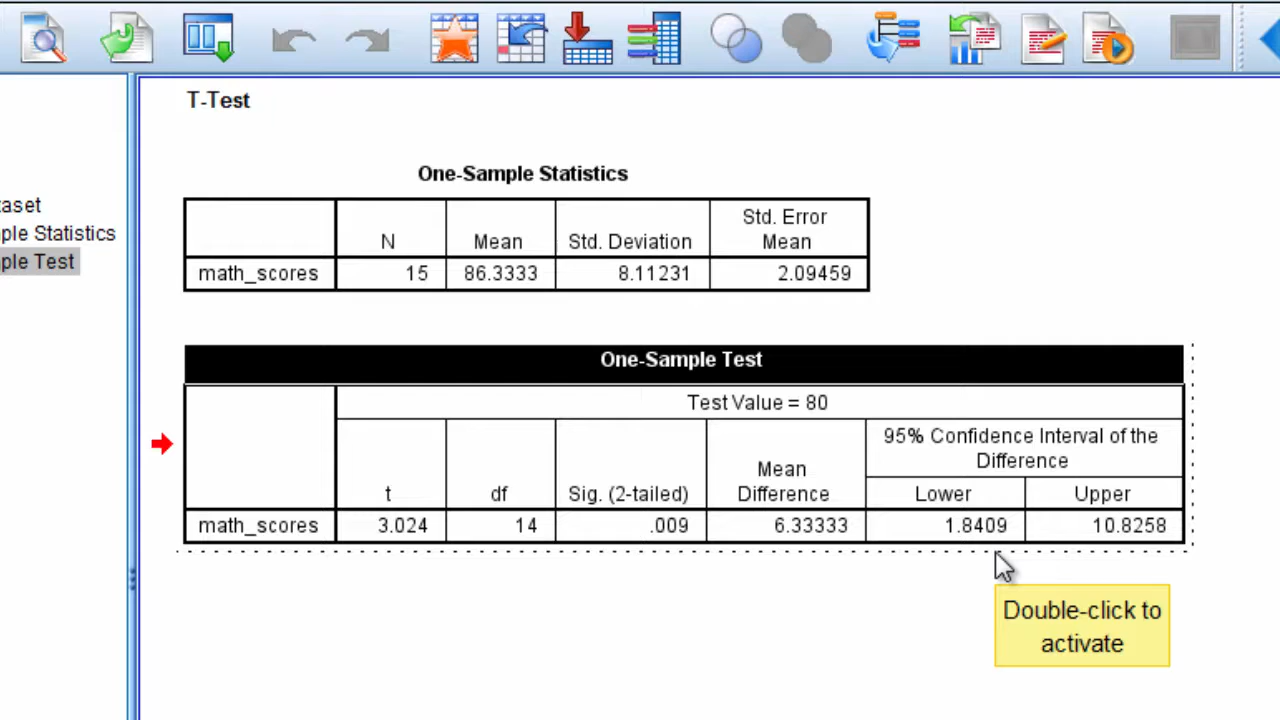 T-Test
One-Sample Statistics
N Mean Std. Deviation Std. Error Mean
math_scores 15 86.3333 8.11231 2.09459
taset
ple Statistics
ple Test
One-Sample Test
Test Value = 80
t df Sig. (2-tailed) Mean Difference 95% Confidence Interval of the Difference
Lower Upper
math_scores 3.024 14 .009 6.33333 1.8409 10.8258
Double-click to
activate